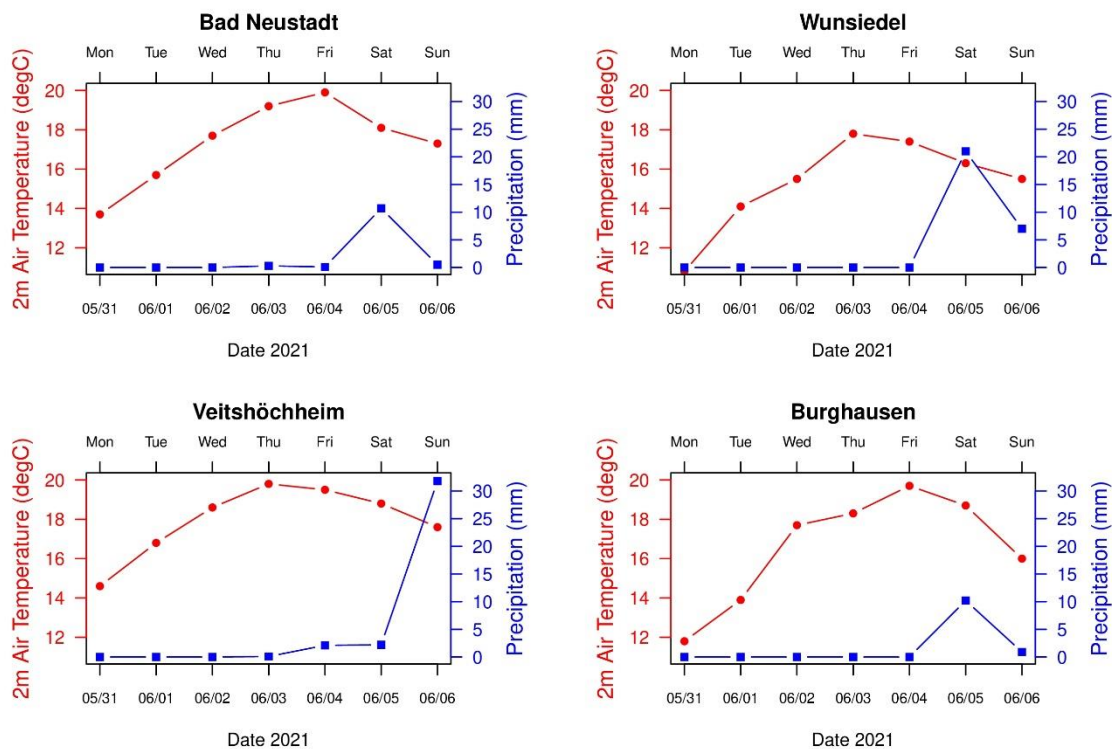 Bad Neustadt
Mon Tue Wed Thu Fri Sat Sun
2m Air Temperature (degC)
20
18
16
14
12
30
25
20
15
10
5
0
Precipitation (mm)
05/31 06/01 06/02 06/03 06/04 06/05 06/06
Date 2021
Wunsiedel
Mon Tue Wed Thu Fri Sat Sun
2m Air Temperature (degC)
20
18
16
14
12
30
25
20
15
10
5
0
Precipitation (mm)
05/31 06/01 06/02 06/03 06/04 06/05 06/06
Date 2021
Veitshöchheim
Mon Tue Wed Thu Fri Sat Sun
2m Air Temperature (degC)
20
18
16
14
12
30
25
20
15
10
5
0
Precipitation (mm)
05/31 06/01 06/02 06/03 06/04 06/05 06/06
Date 2021
Burghausen
Mon Tue Wed Thu Fri Sat Sun
2m Air Temperature (degC)
20
18
16
14
12
30
25
20
15
10
5
0
Precipitation (mm)
05/31 06/01 06/02 06/03 06/04 06/05 06/06
Date 2021